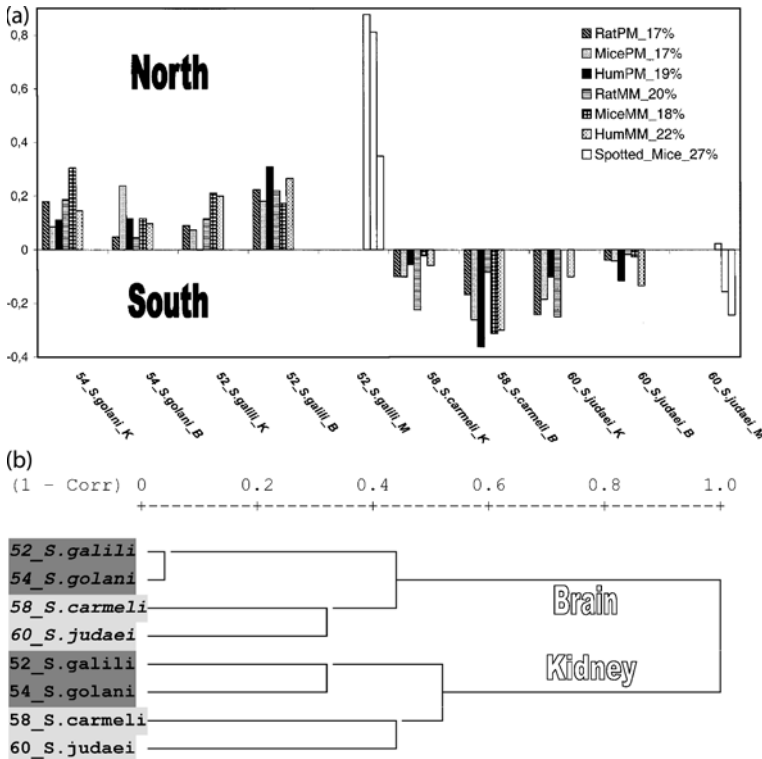 (a)
0,8
0,6
0,4
0,2
0
-0,2
-0,4
North
South
RatPM_17%
MicePM_17%
HumPM_19%
RatMM_20%
MiceMM_18%
HumMM_22%
Spotted_Mice_27%
54_S.golani_K
54_S.golani_B
52_S.galili_K
52_S.galili_B
52_S.galili_M
58_S.carmeli_K
58_S.carmeli_B
60_S.judaei_K
60_S.judaei_B
60_S.judaei_M
(b)
(1 - Corr) 0 0.2 0.4 0.6 0.8 1.0
52_S.galili
54_S.golani
58_S.carmeli
60_S.judaei
Brain
52_S.galili
54_S.golani
58_S.carmeli
60_S.judaei
Kidney